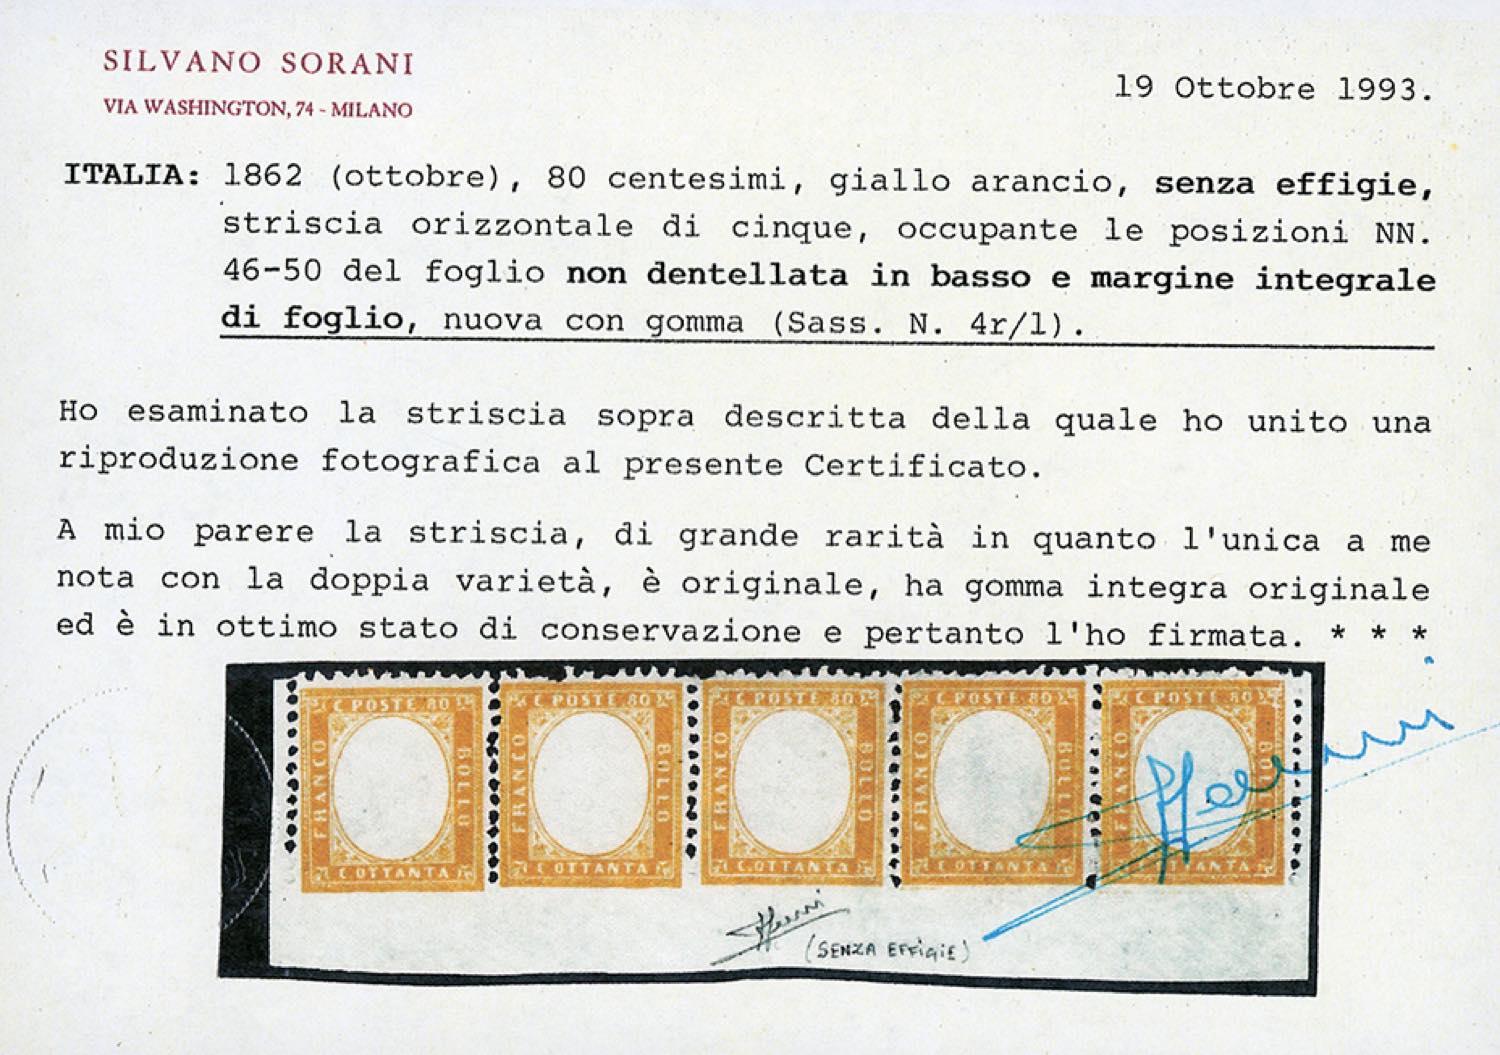 SILVANO SORANI
VIA WASHINGTON, 74 - MILANO
19 Ottobre 1993.
ITALIA: 1862 (ottobre), 80 centesimi, giallo arancio, senza effigie,
striscia orizzontale di cinque, occupante le posizioni NN.
46-50 del foglio non dentellata in basso e margine integrale
di foglio, nuova con gomma (Sass. N. 4r/l).
Ho esaminato la striscia sopra descritta della quale ho unito una
riproduzione fotografica al presente Certificato.
A mio parere la striscia, di grande rarità in quanto l'unica a me
nota con la doppia varietà, è originale, ha gomma integra originale
ed è in ottimo stato di conservazione e pertanto l'ho firmata. * * *
C POSTE 80 C POSTE 80 C POSTE 80 C POSTE 80 C POSTE 80
FRANCO BOLLO FRANCO BOLLO FRANCO BOLLO FRANCO BOLLO FRANCO BOLLO
C.OTTANTA C.OTTANTA C.OTTANTA C.OTTANTA C.OTTANTA
(SENZA EFFIGIE)